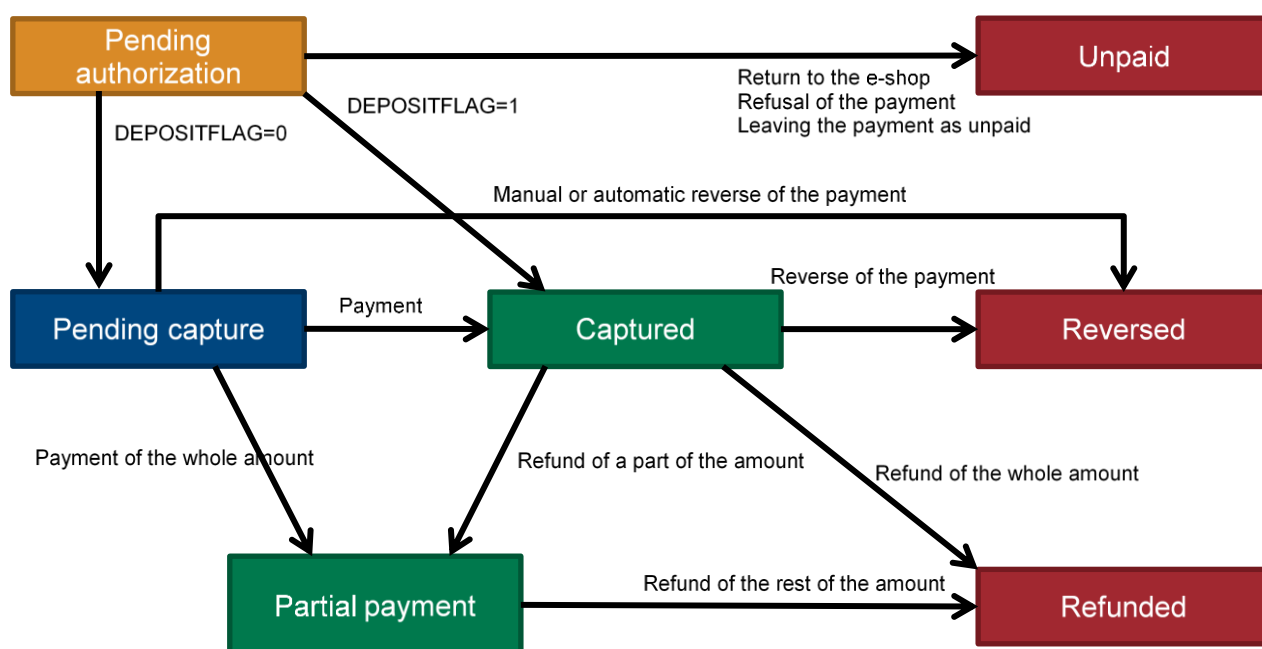 Pending
authorization
Unpaid
Return to the e-shop
Refusal of the payment
Leaving the payment as unpaid
DEPOSITFLAG=1
DEPOSITFLAG=0
Manual or automatic reverse of the payment
Reverse of the payment
Payment
Pending capture
Captured
Reversed
Payment of the whole amount
Refund of a part of the amount
Refund of the whole amount
Refund of the rest of the amount
Partial payment
Refunded